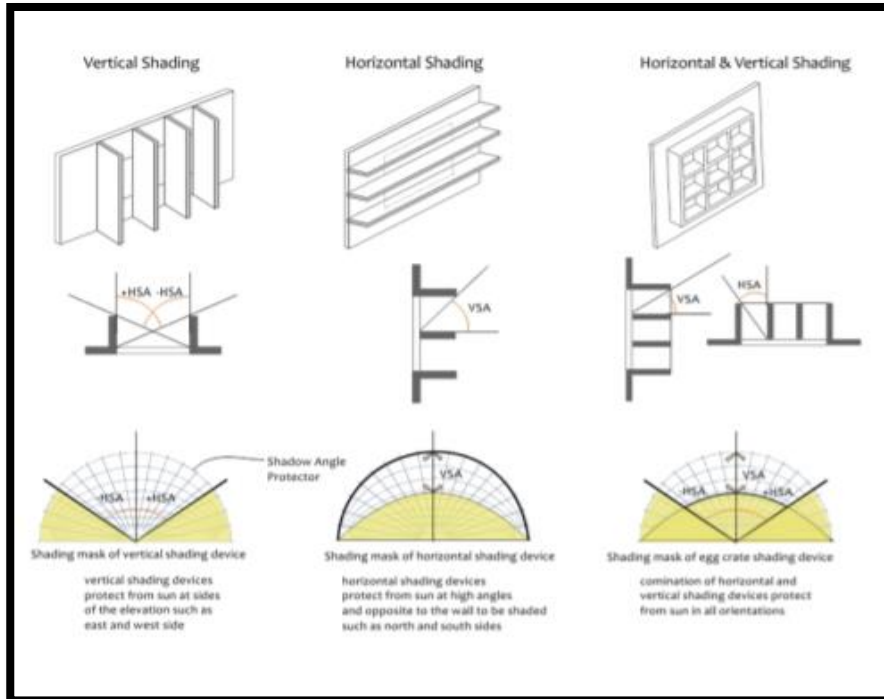 Vertical Shading
Horizontal Shading
Horizontal & Vertical Shading
+HSA -HSA
VSA
VSA
HSA
Shadow Angle
Protector
-HSA +HSA
VSA
VSA
-HSA +HSA
Shading mask of vertical shading device
Shading mask of horizontal shading device
Shading mask of egg crate shading device
vertical shading devices
protect from sun at sides
of the elevation such as
east and west side
horizontal shading devices
protect from sun at high angles
and opposite to the wall to be shaded
such as north and south sides
comination of horizontal and
vertical shading devices protect
from sun in all orientations